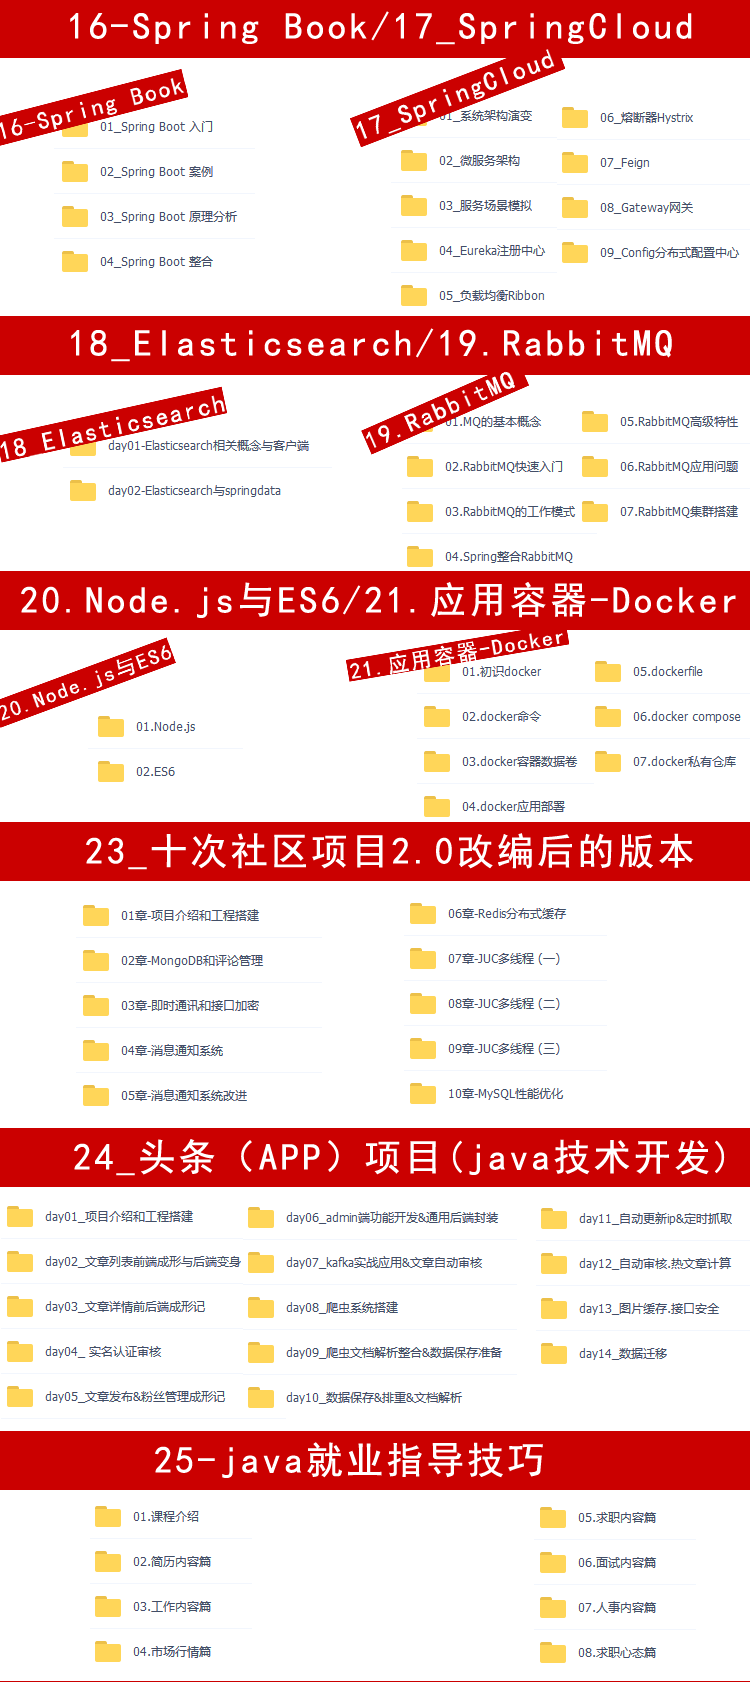 16-Spring Book/17_SpringCloud
16-Spring Book
01_Spring Boot 入门
02_Spring Boot 案例
03_Spring Boot 原理分析
04_Spring Boot 整合
17_SpringCloud
01_系统架构演变
02_微服务架构
03_服务场景模拟
04_Eureka注册中心
05_负载均衡Ribbon
06_熔断器Hystrix
07_Feign
08_Gateway网关
09_Config分布式配置中心
18_Elasticsearch/19.RabbitMQ
18 Elasticsearch
day01-Elasticsearch相关概念与客户端
day02-Elasticsearch与springdata
19.RabbitMQ
01.MQ的基本概念
02.RabbitMQ快速入门
03.RabbitMQ的工作模式
04.Spring整合RabbitMQ
05.RabbitMQ高级特性
06.RabbitMQ应用问题
07.RabbitMQ集群搭建
20.Node.js与ES6/21.应用容器-Docker
20.Node.js与ES6
01.Node.js
02.ES6
21.应用容器-Docker
01.初识docker
02.docker命令
03.docker容器数据卷
04.docker应用部署
05.dockerfile
06.docker compose
07.docker私有仓库
23_十次社区项目2.0改编后的版本
01章-项目介绍和工程搭建
02章-MongoDB和评论管理
03章-即时通讯和接口加密
04章-消息通知系统
05章-消息通知系统改进
06章-Redis分布式缓存
07章-JUC多线程 (一)
08章-JUC多线程 (二)
09章-JUC多线程 (三)
10章-MySQL性能优化
24_头条（APP）项目(java技术开发)
day01_项目介绍和工程搭建
day02_文章列表前端成形与后端变身
day03_文章详情前后端成形记
day04_ 实名认证审核
day05_文章发布&粉丝管理成形记
day06_admin端功能开发&通用后端封装
day07_kafka实战应用&文章自动审核
day08_爬虫系统搭建
day09_爬虫文档解析整合&数据保存准备
day10_数据保存&排重&文档解析
day11_自动更新ip&定时抓取
day12_自动审核.热文章计算
day13_图片缓存.接口安全
day14_数据迁移
25-java就业指导技巧
01.课程介绍
02.简历内容篇
03.工作内容篇
04.市场行情篇
05.求职内容篇
06.面试内容篇
07.人事内容篇
08.求职心态篇